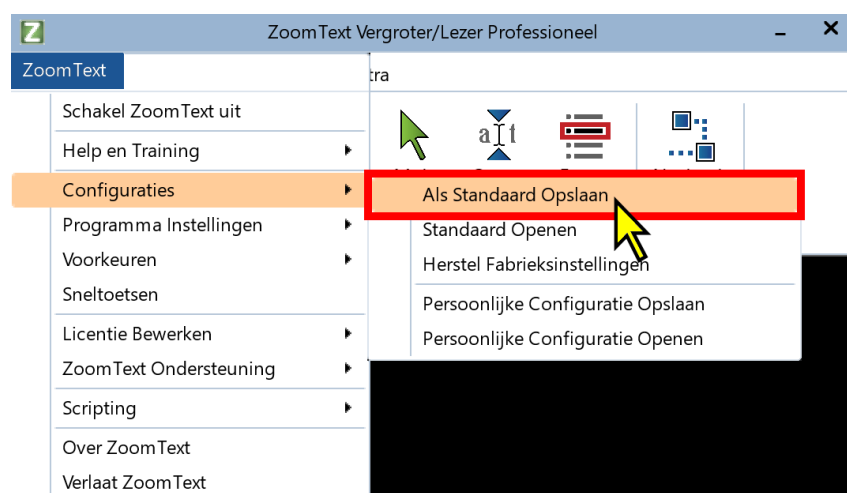 Z
ZoomText Vergroter/Lezer Professioneel
ZoomText
tra
Schakel ZoomText uit
Help en Training
Configuraties
Programma Instellingen
Voorkeuren
Sneltoetsen
Licentie Bewerken
ZoomText Ondersteuning
Scripting
Over ZoomText
Verlaat ZoomText
a t
Als Standaard Opslaan
Standaard Openen
Herstel Fabrieksinstellingen
Persoonlijke Configuratie Opslaan
Persoonlijke Configuratie Openen